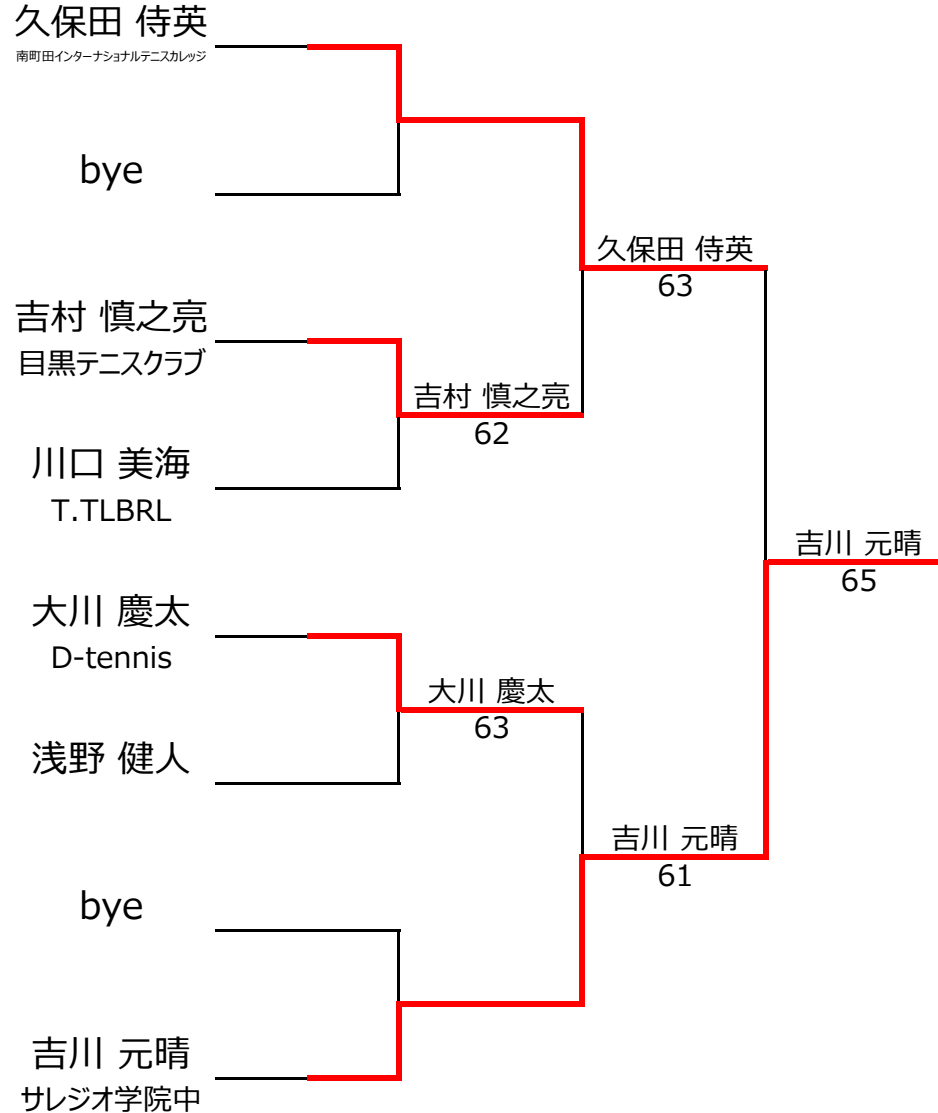 久保田 侍英
南町田インターナショナルテニスカレッジ
bye
久保田 侍英
63
吉村 慎之亮
目黒テニスクラブ
吉村 慎之亮
62
川口 美海
T.TLBRL
吉川 元晴
65
大川 慶太
D-tennis
大川 慶太
63
浅野 健人
吉川 元晴
61
bye
吉川 元晴
サレジオ学院中